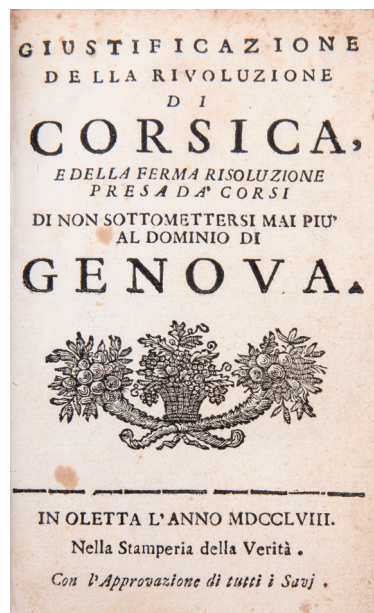 GIUSTIFICAZIONE
DELLA RIVOLUZIONE
DI
CORSICA,
E DELLA FERMA RISOLUZIONE
PRESA DA' CORSI
DI NON SOTTOMETTERSI MAI PIU'
AL DOMINIO DI
GENOVA.
IN OLETTA L'ANNO MDCCLVIII.
Nella Stamperia della Verità.
Con l'Approvazione di tutti i Savj.